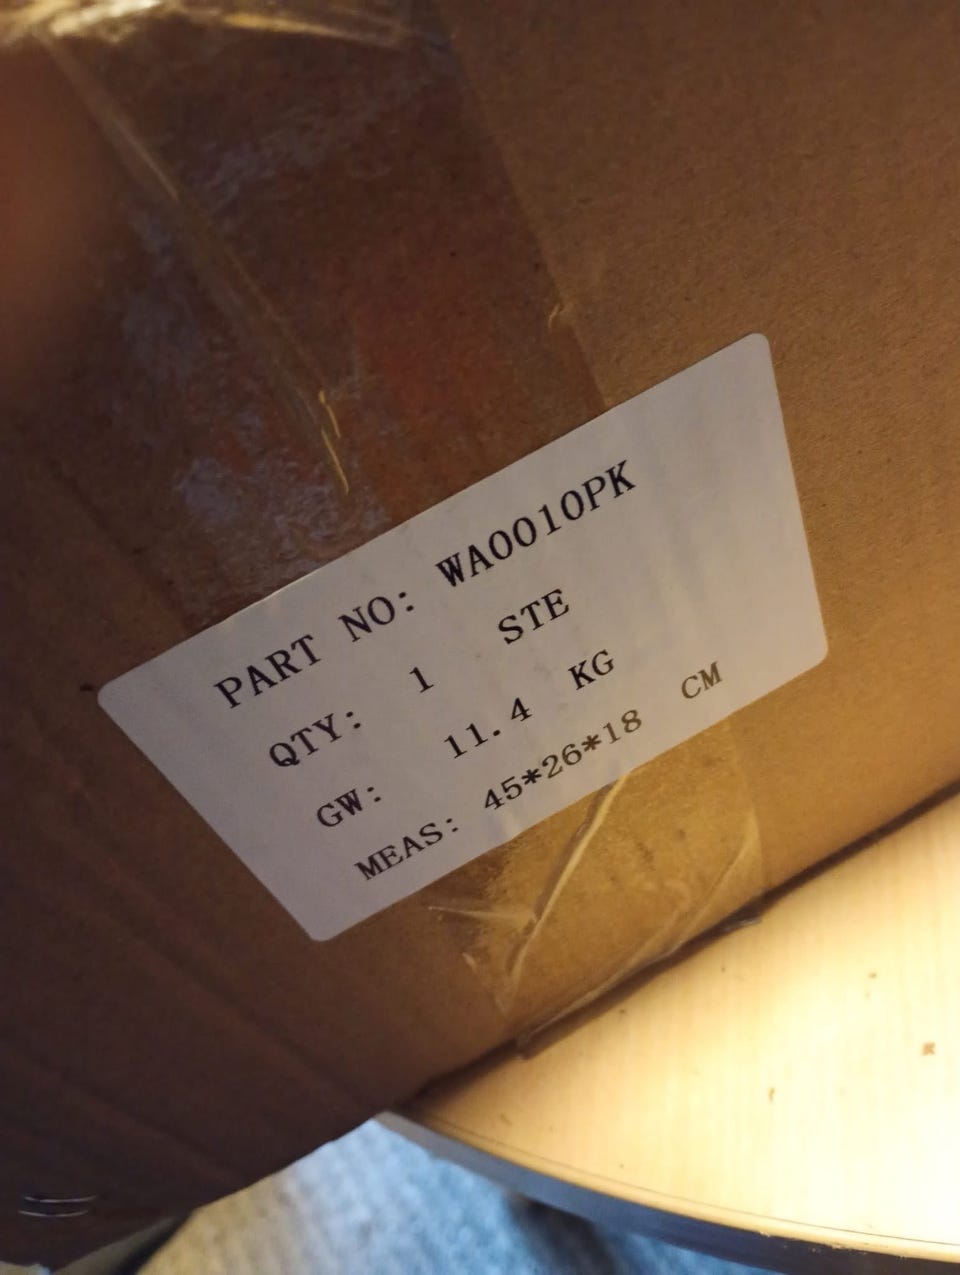 PART NO: WA0010PK
QTY: 1 STE
GW: 11.4 KG
MEAS: 45*26*18 CM